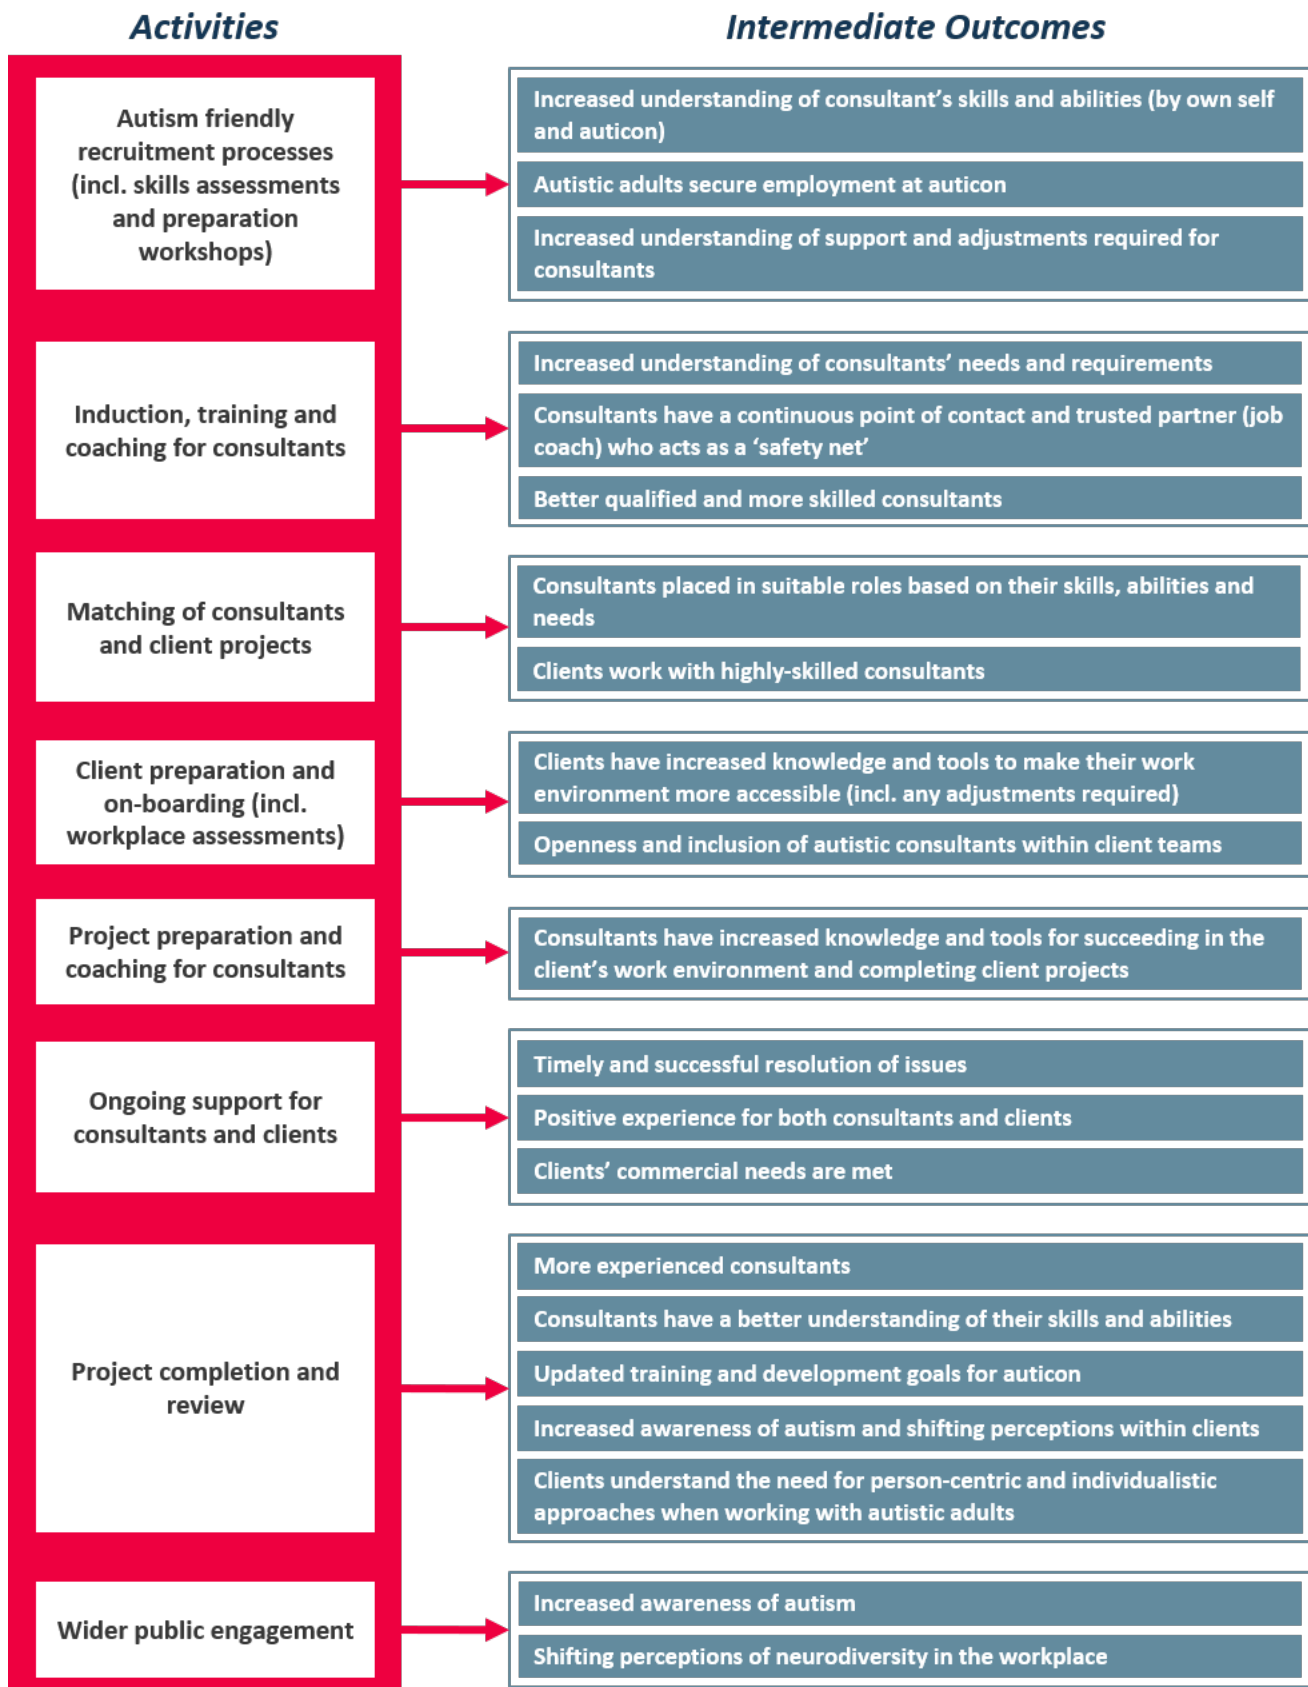 Activities
Intermediate Outcomes
Autism friendly
recruitment processes
(incl. skills assessments
and preparation
workshops)
Increased understanding of consultant’s skills and abilities (by own self
and auticon)
Autistic adults secure employment at auticon
Increased understanding of support and adjustments required for
consultants
Induction, training and
coaching for consultants
Increased understanding of consultants’ needs and requirements
Consultants have a continuous point of contact and trusted partner (job
coach) who acts as a ‘safety net’
Better qualified and more skilled consultants
Matching of consultants
and client projects
Consultants placed in suitable roles based on their skills, abilities and
needs
Clients work with highly-skilled consultants
Client preparation and
on-boarding (incl.
workplace assessments)
Clients have increased knowledge and tools to make their work
environment more accessible (incl. any adjustments required)
Openness and inclusion of autistic consultants within client teams
Project preparation and
coaching for consultants
Consultants have increased knowledge and tools for succeeding in the
client’s work environment and completing client projects
Ongoing support for
consultants and clients
Timely and successful resolution of issues
Positive experience for both consultants and clients
Clients’ commercial needs are met
Project completion and
review
More experienced consultants
Consultants have a better understanding of their skills and abilities
Updated training and development goals for auticon
Increased awareness of autism and shifting perceptions within clients
Clients understand the need for person-centric and individualistic
approaches when working with autistic adults
Wider public engagement
Increased awareness of autism
Shifting perceptions of neurodiversity in the workplace